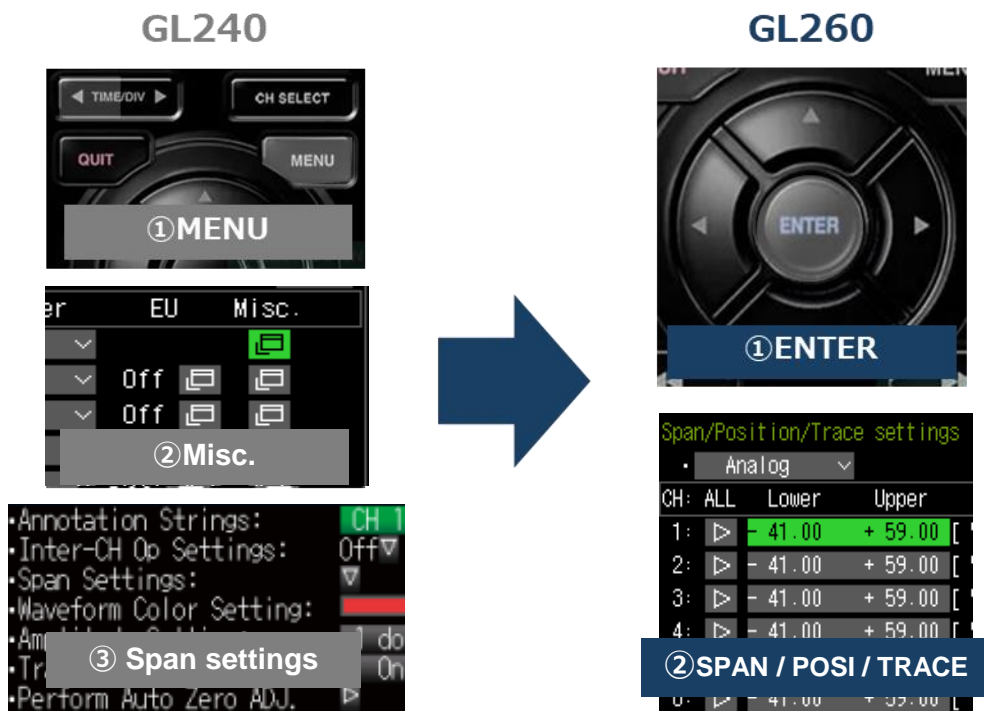 GL240
◀ TIME/DIV ▶
CH SELECT
QUIT
MENU
①MENU
EU Misc.
Off
Off
②Misc.
•Annotation Strings: CH 1
•Inter-CH Op Settings: Off▽
•Span Settings: ▽
•Waveform Color Setting:
On
③ Span settings
•Perform Auto Zero ADJ. ▷
GL260
ENTER
①ENTER
Span/Position/Trace settings
• Analog
CH: ALL Lower Upper
1: ▷ - 41.00 + 59.00 [
2: ▷ - 41.00 + 59.00 [
3: ▷ - 41.00 + 59.00 [
4: ▷ - 41.00 + 59.00 [
②SPAN / POSI / TRACE